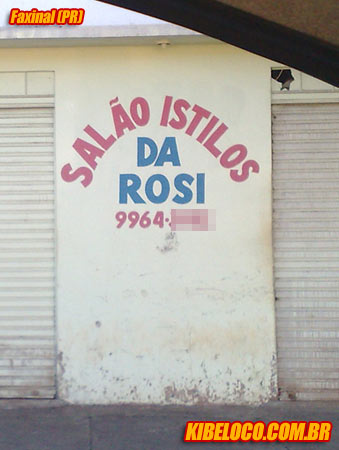 Faxinal (PR)
SALÃO ISTILOS
DA
ROSI
9964-
KIBELOCO.COM.BR